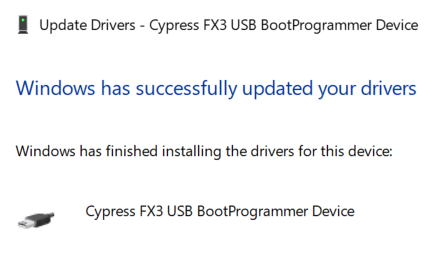 Update Drivers - Cypress FX3 USB BootProgrammer Device
Windows has successfully updated your drivers
Windows has finished installing the drivers for this device:
Cypress FX3 USB BootProgrammer Device